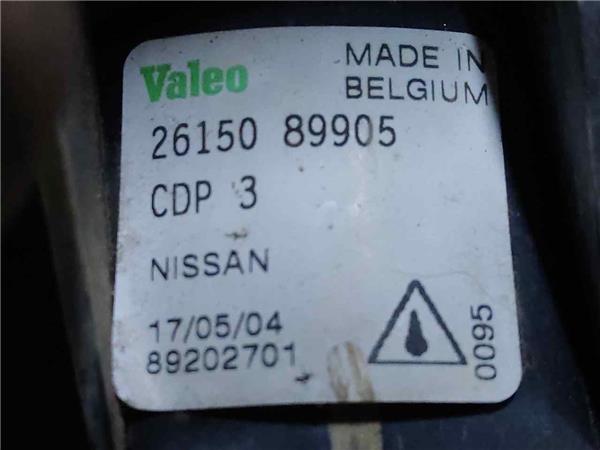 Valeo
MADE IN
BELGIUM
26150 89905
CDP 3
NISSAN
17/05/04
89202701
0095